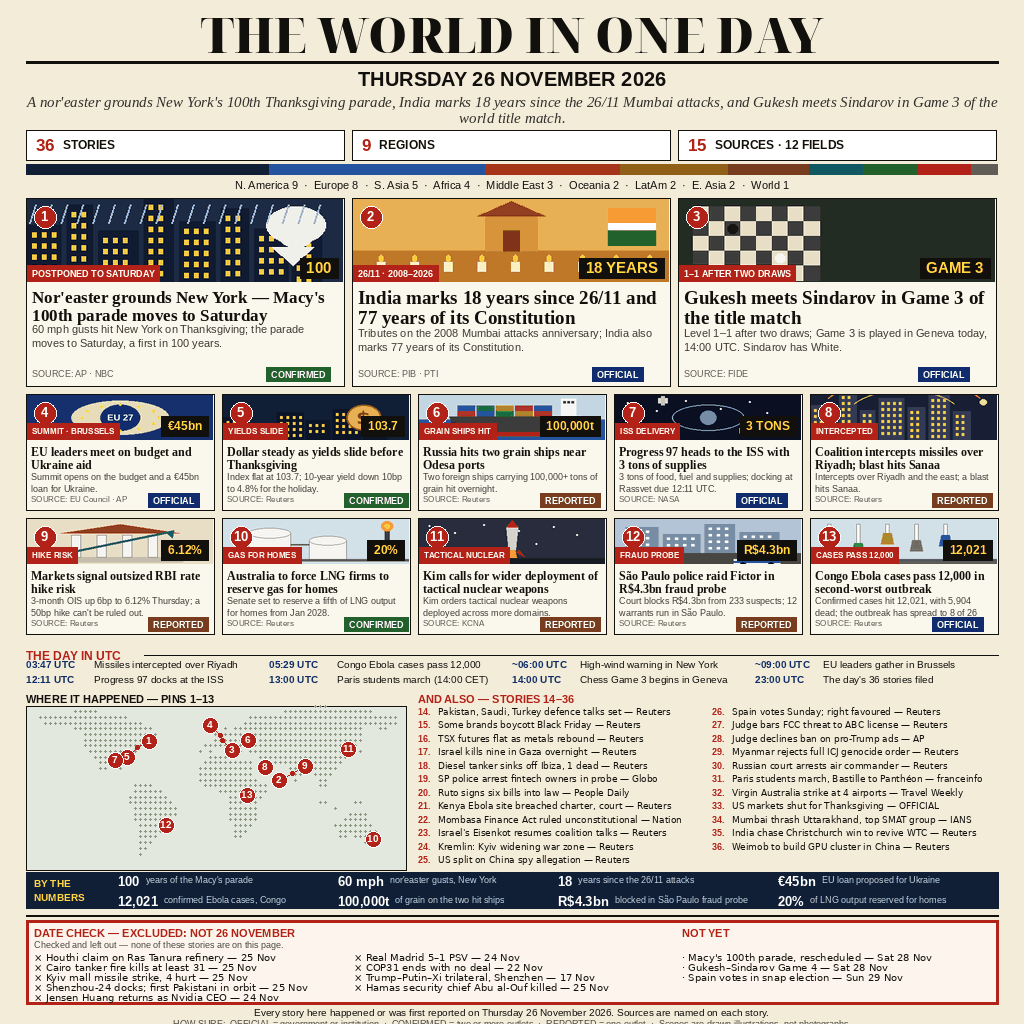 THE WORLD IN ONE DAY
THURSDAY 26 NOVEMBER 2026
A nor'easter grounds New York's 100th Thanksgiving parade, India marks 18 years since the 26/11 Mumbai attacks, and Gukesh meets Sindarov in Game 3 of the
world title match.
36 STORIES
9 REGIONS
15 SOURCES · 12 FIELDS
N. America 9 · Europe 8 · S. Asia 5 · Africa 4 · Middle East 3 · Oceania 2 · LatAm 2 · E. Asia 2 · World 1
1
POSTPONED TO SATURDAY
100
Nor'easter grounds New York — Macy's
100th parade moves to Saturday
60 mph gusts hit New York on Thanksgiving; the parade
moves to Saturday, a first in 100 years.
SOURCE: AP · NBC
CONFIRMED
2
26/11 · 2008–2026
18 YEARS
India marks 18 years since 26/11 and
77 years of its Constitution
Tributes on the 2008 Mumbai attacks anniversary; India also
marks 77 years of its Constitution.
SOURCE: PIB · PTI
OFFICIAL
3
1–1 AFTER TWO DRAWS
GAME 3
Gukesh meets Sindarov in Game 3 of
the title match
Level 1–1 after two draws; Game 3 is played in Geneva today,
14:00 UTC. Sindarov has White.
SOURCE: FIDE
OFFICIAL
4
EU 27
SUMMIT · BRUSSELS
€45bn
EU leaders meet on budget and
Ukraine aid
Summit opens on the budget and a €45bn
loan for Ukraine.
SOURCE: EU Council · AP
OFFICIAL
5
$
YIELDS SLIDE
103.7
Dollar steady as yields slide before
Thanksgiving
Dollar index flat at 103.7; 10-year yield down 10bp
to 4.8% for the holiday.
SOURCE: Reuters
CONFIRMED
6
GRAIN SHIPS HIT
100,000t
Russia hits two grain ships near
Odesa ports
Two foreign ships carrying 100,000+ tons of
grain hit overnight.
SOURCE: Reuters
REPORTED
7
ISS DELIVERY
3 TONS
Progress 97 heads to the ISS with
3 tons of supplies
3 tons of food, fuel and supplies; docking at
Rassvet due 12:11 UTC.
SOURCE: NASA
OFFICIAL
8
INTERCEPTED
Coalition intercepts missiles over
Riyadh; blast hits Sanaa
Intercepts over Riyadh and the east; a blast
hits Sanaa.
SOURCE: Reuters
REPORTED
9
HIKE RISK
6.12%
Markets signal outsized RBI rate
hike risk
3-month OIS up 6bp to 6.12% Thursday; a
50bp hike can't be ruled out.
SOURCE: Reuters
REPORTED
10
GAS FOR HOMES
20%
Australia to force LNG firms to
reserve gas for homes
Senate set to reserve a fifth of LNG output
for homes from Jan 2028.
SOURCE: Reuters
CONFIRMED
11
TACTICAL NUCLEAR
Kim calls for wider deployment of
tactical nuclear weapons
Kim orders tactical nuclear weapons
deployed across more domains.
SOURCE: KCNA
REPORTED
12
FRAUD PROBE
R$4.3bn
São Paulo police raid Fictor in
R$4.3bn fraud probe
Court blocks R$4.3bn from 233 suspects; 12
warrants run in São Paulo.
SOURCE: Reuters
REPORTED
13
CASES PASS 12,000
12,021
Congo Ebola cases pass 12,000 in
second-worst outbreak
Confirmed cases hit 12,021, with 5,904
dead; the outbreak has spread to 8 of 26
SOURCE: Reuters
OFFICIAL
THE DAY IN UTC
03:47 UTC Missiles intercepted over Riyadh
05:29 UTC Congo Ebola cases pass 12,000
~06:00 UTC High-wind warning in New York
~09:00 UTC EU leaders gather in Brussels
12:11 UTC Progress 97 docks at the ISS
13:00 UTC Paris students march (14:00 CET)
14:00 UTC Chess Game 3 begins in Geneva
23:00 UTC The day's 36 stories filed
WHERE IT HAPPENED — PINS 1–13
4
1
6
3
11
7
5
8
9
2
13
12
10
AND ALSO — STORIES 14–36
14. Pakistan, Saudi, Turkey defence talks set — Reuters
15. Some brands boycott Black Friday — Reuters
16. TSX futures flat as metals rebound — Reuters
17. Israel kills nine in Gaza overnight — Reuters
18. Diesel tanker sinks off Ibiza, 1 dead — Reuters
19. SP police arrest fintech owners in probe — Globo
20. Ruto signs six bills into law — People Daily
21. Kenya Ebola site breached charter, court — Reuters
22. Mombasa Finance Act ruled unconstitutional — Nation
23. Israel's Eisenkot resumes coalition talks — Reuters
24. Kremlin: Kyiv widening war zone — Reuters
25. US split on China spy allegation — Reuters
26. Spain votes Sunday; right favoured — Reuters
27. Judge bars FCC threat to ABC license — Reuters
28. Judge declines ban on pro-Trump ads — AP
29. Myanmar rejects full ICJ genocide order — Reuters
30. Russian court arrests air commander — Reuters
31. Paris students march, Bastille to Panthéon — franceinfo
32. Virgin Australia strike at 4 airports — Travel Weekly
33. US markets shut for Thanksgiving — OFFICIAL
34. Mumbai thrash Uttarakhand, top SMAT group — IANS
35. India chase Christchurch win to revive WTC — Reuters
36. Weimob to build GPU cluster in China — Reuters
BY THE
NUMBERS
100 years of the Macy's parade
60 mph nor'easter gusts, New York
18 years since the 26/11 attacks
€45bn EU loan proposed for Ukraine
12,021 confirmed Ebola cases, Congo
100,000t of grain on the two hit ships
R$4.3bn blocked in São Paulo fraud probe
20% of LNG output reserved for homes
DATE CHECK — EXCLUDED: NOT 26 NOVEMBER
Checked and left out — none of these stories are on this page.
× Houthi claim on Ras Tanura refinery — 25 Nov
× Cairo tanker fire kills at least 31 — 25 Nov
× Kyiv mall missile strike, 4 hurt — 25 Nov
× Shenzhou-24 docks; first Pakistani in orbit — 25 Nov
× Jensen Huang returns as Nvidia CEO — 24 Nov
× Real Madrid 5–1 PSV — 24 Nov
× COP31 ends with no deal — 22 Nov
× Trump–Putin–Xi trilateral, Shenzhen — 17 Nov
× Hamas security chief Abu al-Ouf killed — 25 Nov
NOT YET
· Macy's 100th parade, rescheduled — Sat 28 Nov
· Gukesh–Sindarov Game 4 — Sat 28 Nov
· Spain votes in snap election — Sun 29 Nov
Every story here happened or was first reported on Thursday 26 November 2026. Sources are named on each story.
HOW SURE: OFFICIAL = government or institution · CONFIRMED = two or more outlets · REPORTED = one outlet · Scenes are drawn illustrations, not photographs.